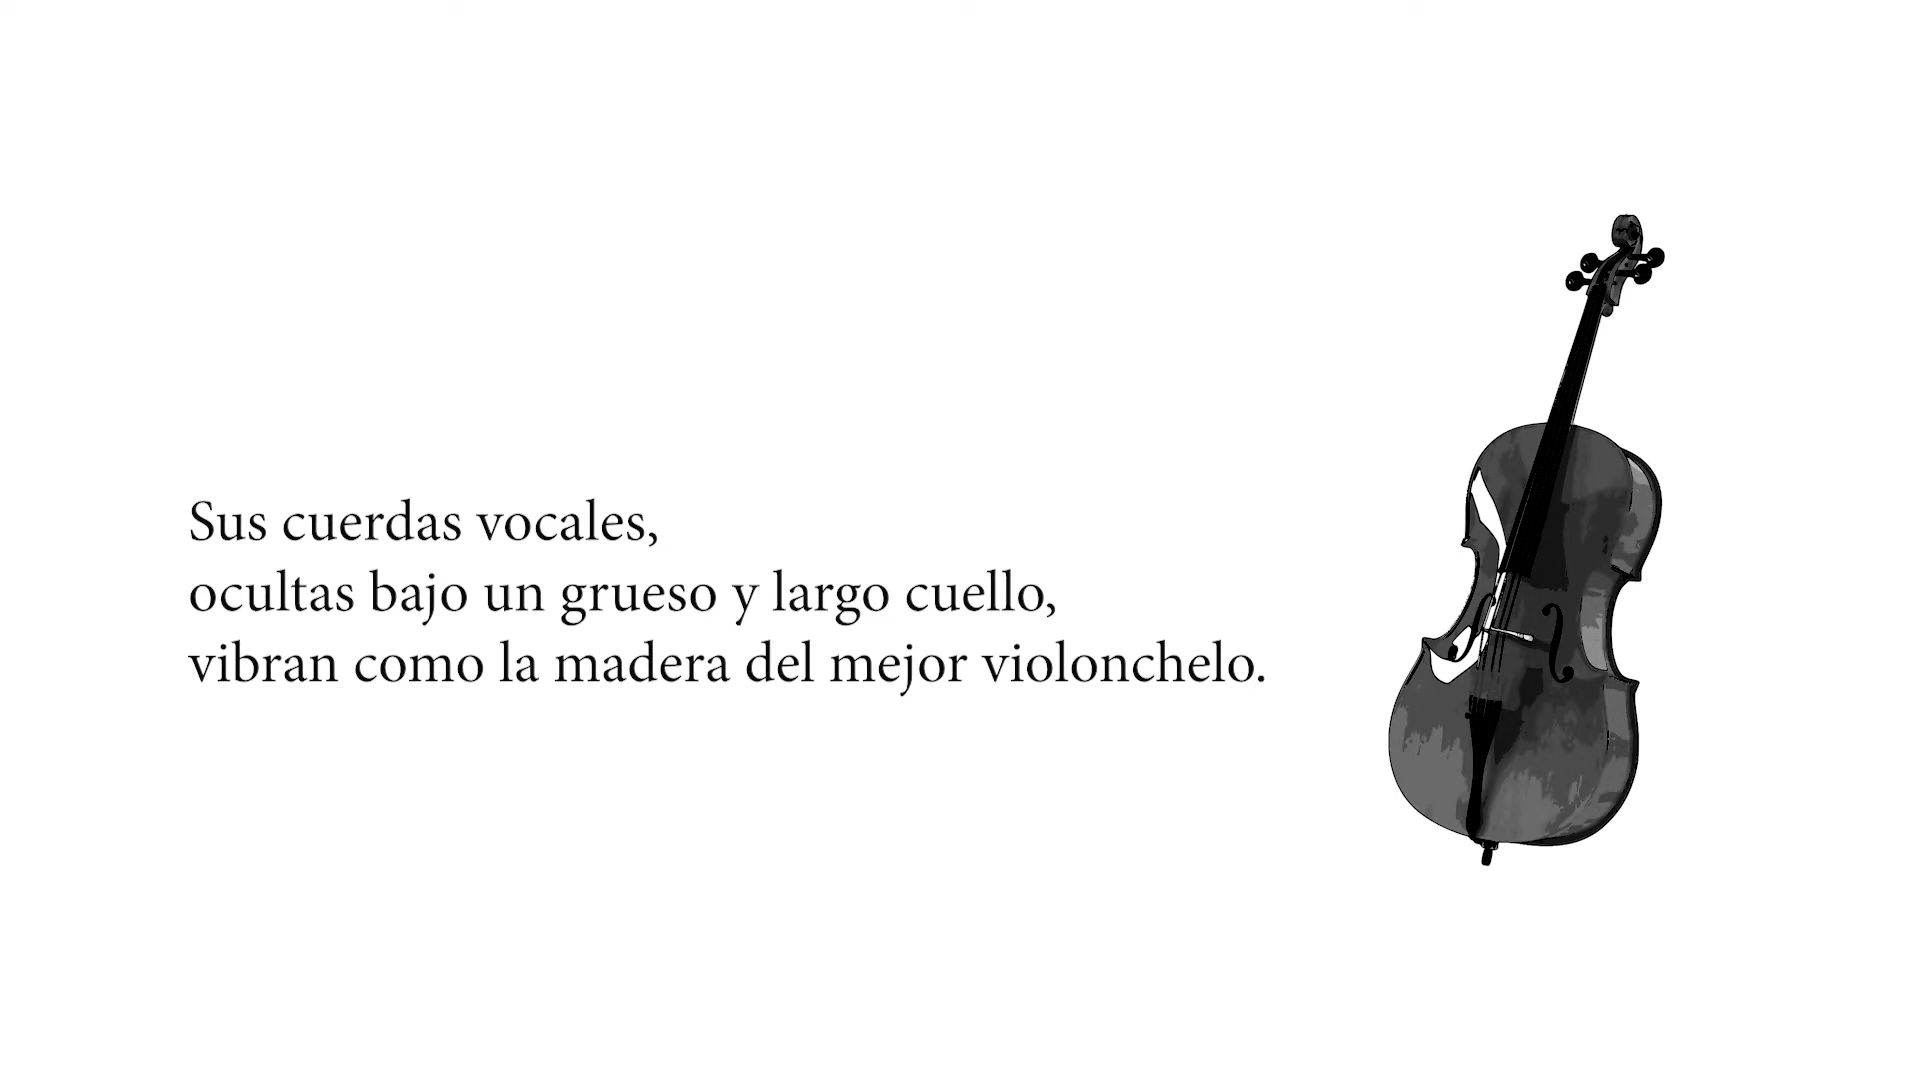 Sus cuerdas vocales,
ocultas bajo un grueso y largo cuello,
vibran como la madera del mejor violonchelo.